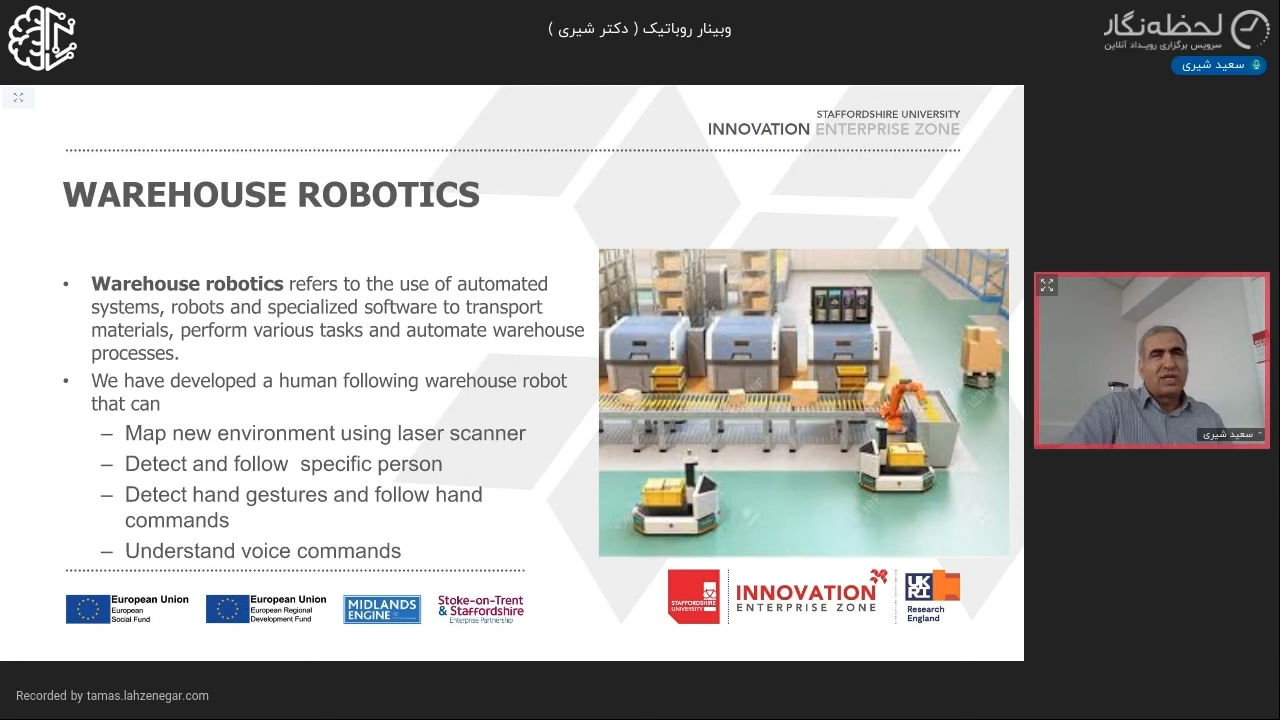 وبینار روباتیک ( دکتر شیری )
لحظه‌نگار
سرویس برگزاری رویداد آنلاین
سعید شیری
STAFFORDSHIRE UNIVERSITY
INNOVATION ENTERPRISE ZONE
WAREHOUSE ROBOTICS
• Warehouse robotics refers to the use of automated
systems, robots and specialized software to transport
materials, perform various tasks and automate warehouse
processes.
• We have developed a human following warehouse robot
that can
– Map new environment using laser scanner
– Detect and follow specific person
– Detect hand gestures and follow hand
commands
– Understand voice commands
سعید شیری
European Union
European
Social Fund
European Union
European Regional
Development Fund
MIDLANDS
ENGINE
Stoke-on-Trent
& Staffordshire
Enterprise Partnership
STAFFORDSHIRE
UNIVERSITY
INNOVATION
ENTERPRISE ZONE
UK
RI
Research
England
Recorded by tamas.lahzenegar.com